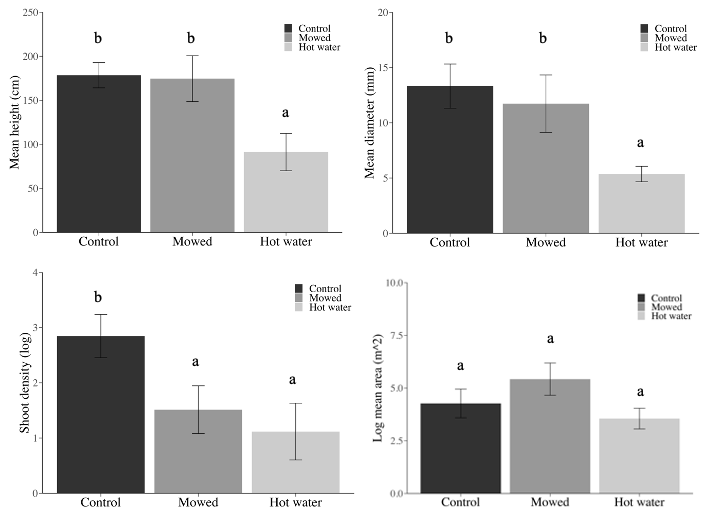 250
200
150
100
50
0
Mean height (cm)
b
b
a
Control
Mowed
Hot water
Control
Mowed
Hot water
20
15
10
5
0
Mean diameter (mm)
b
b
a
Control
Mowed
Hot water
Control
Mowed
Hot water
4
3
2
1
0
Shoot density (log)
b
a
a
Control
Mowed
Hot water
Control
Mowed
Hot water
10.0
7.5
5.0
2.5
0.0
Log mean area (m^2)
a
a
a
Control
Mowed
Hot water
Control
Mowed
Hot water